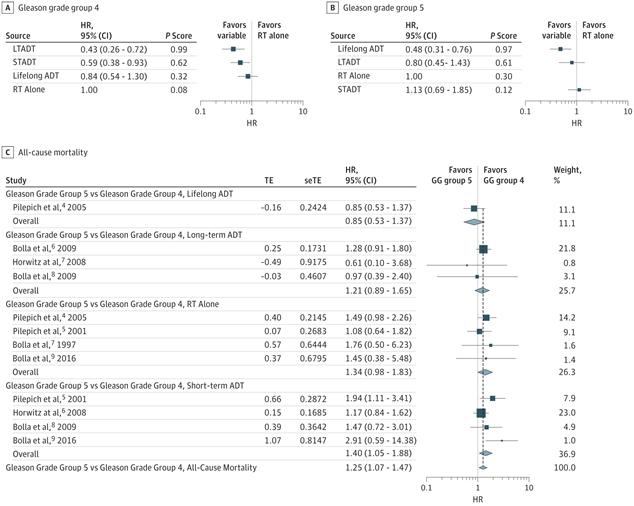 A Gleason grade group 4
Source HR, 95% (CI) P Score Favors variable Favors RT alone
LTADT 0.43 (0.26 - 0.72) 0.99
STADT 0.59 (0.38 - 0.93) 0.62
Lifelong ADT 0.84 (0.54 - 1.30) 0.32
RT Alone 1.00 0.08
0.1 1 10
HR
B Gleason grade group 5
Source HR, 95% (CI) P Score Favors variable Favors RT alone
Lifelong ADT 0.48 (0.31 - 0.76) 0.97
LTADT 0.80 (0.45 - 1.43) 0.61
RT Alone 1.00 0.30
STADT 1.13 (0.69 - 1.85) 0.12
0.1 1 10
HR
C All-cause mortality
Study TE seTE HR, 95% (CI) Favors GG group 5 Favors GG group 4 Weight, %
Gleason Grade Group 5 vs Gleason Grade Group 4, Lifelong ADT
Pilepich et al,4 2005 –0.16 0.2424 0.85 (0.53 - 1.37) 11.1
Overall 0.85 (0.53 - 1.37) 11.1
Gleason Grade Group 5 vs Gleason Grade Group 4, Long-term ADT
Bolla et al,6 2009 0.25 0.1731 1.28 (0.91 - 1.80) 21.8
Horwitz et al,7 2008 –0.49 0.9175 0.61 (0.10 - 3.68) 0.8
Bolla et al,8 2009 –0.03 0.4607 0.97 (0.39 - 2.40) 3.1
Overall 1.21 (0.89 - 1.65) 25.7
Gleason Grade Group 5 vs Gleason Grade Group 4, RT Alone
Pilepich et al,4 2005 0.40 0.2145 1.49 (0.98 - 2.26) 14.2
Pilepich et al,5 2001 0.07 0.2683 1.08 (0.64 - 1.82) 9.1
Bolla et al,7 1997 0.57 0.6444 1.76 (0.50 - 6.23) 1.6
Bolla et al,9 2016 0.37 0.6795 1.45 (0.38 - 5.48) 1.4
Overall 1.34 (0.98 - 1.83) 26.3
Gleason Grade Group 5 vs Gleason Grade Group 4, Short-term ADT
Pilepich et al,5 2001 0.66 0.2872 1.94 (1.11 - 3.41) 7.9
Horwitz at al,6 2008 0.15 0.1685 1.17 (0.84 - 1.62) 23.0
Bolla et al,8 2009 0.39 0.3642 1.47 (0.72 - 3.01) 4.9
Bolla et al,9 2016 1.07 0.8147 2.91 (0.59 - 14.38) 1.0
Overall 1.40 (1.05 - 1.88) 36.9
Gleason Grade Group 5 vs Gleason Grade Group 4, All-Cause Mortality 1.25 (1.07 - 1.47) 100.0
0.1 1 10
HR